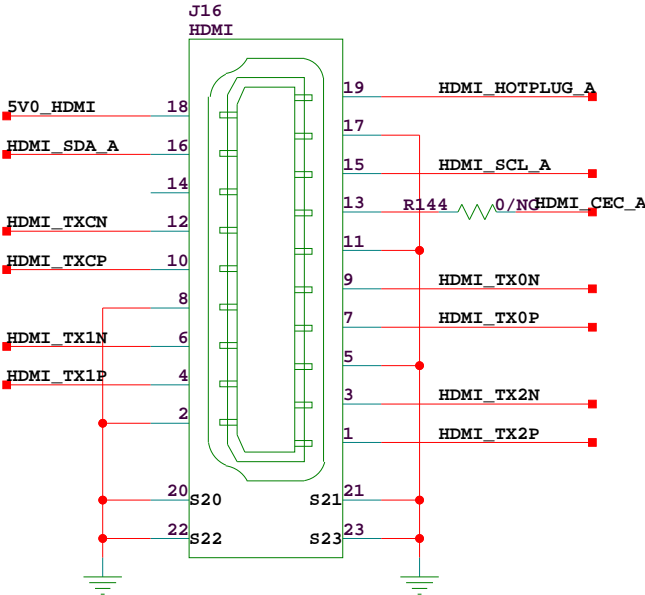 J16
HDMI
19 HDMI_HOTPLUG_A
5V0_HDMI 18
17
HDMI_SDA_A 16
15 HDMI_SCL_A
14
13 R144 0/NC HDMI_CEC_A
HDMI_TXCN 12
11
HDMI_TXCP 10
9 HDMI_TX0N
8
7 HDMI_TX0P
HDMI_TX1N 6
5
HDMI_TX1P 4
3 HDMI_TX2N
2
1 HDMI_TX2P
20 S20 S21 21
22 S22 S23 23